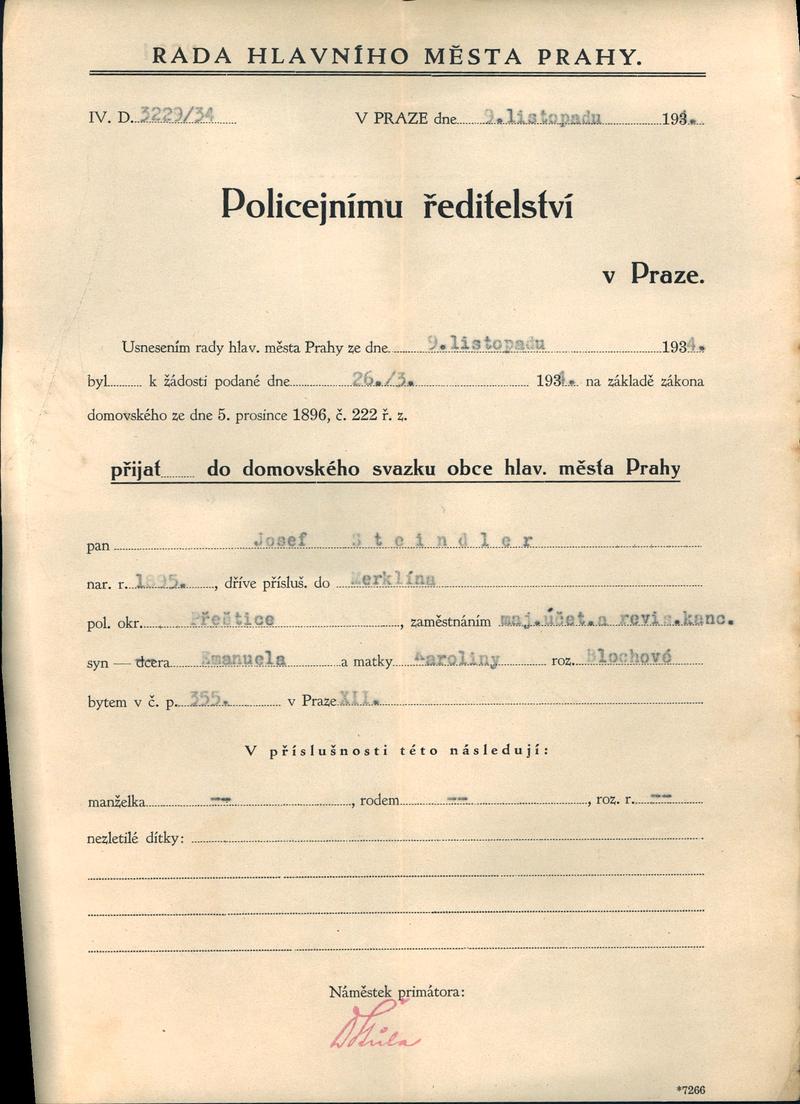 RADA HLAVNÍHO MĚSTA PRAHY.
IV. D. 3229/34 V PRAZE dne 9.listopadu 1934.
Policejnímu ředitelství
v Praze.
Usnesením rady hlav. města Prahy ze dne 9.listopadu 1934.
byl k žádosti podané dne 26./3. 1934. na základě zákona
domovského ze dne 5. prosince 1896, č. 222 ř. z.
přijat do domovského svazku obce hlav. města Prahy
pan Josef Steindler
nar. r. 1895., dříve přísluš. do Merklína
pol. okr. Přeštice, zaměstnáním maj.účet.a revis.kanc.
syn — dcera Emanuela a matky Karoliny roz. Blochové
bytem v č. p. 355. v Praze XII.
V příslušnosti této následují:
manželka --, rodem --, roz. r. --
nezletilé dítky:
Náměstek primátora:
*7266